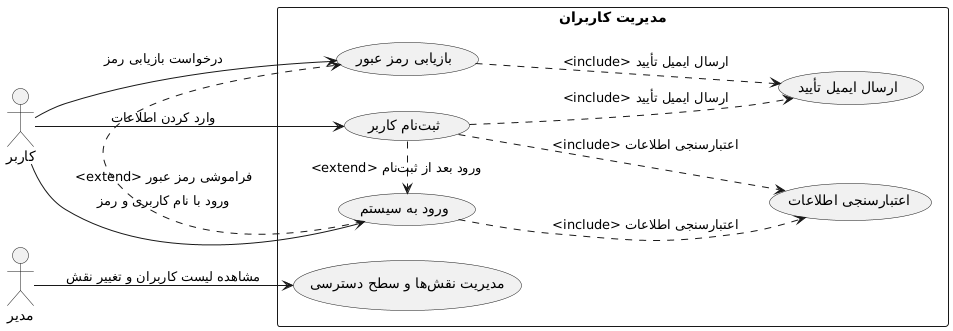 مدیریت کاربران
درخواست بازیابی رمز
بازیابی رمز عبور
<include> ارسال ایمیل تأیید
ارسال ایمیل تأیید
<include> ارسال ایمیل تأیید
وارد کردن اطلاعات
ثبت‌نام کاربر
<include> اعتبارسنجی اطلاعات
کاربر
<extend> ورود بعد از ثبت‌نام
<extend> فراموشی رمز عبور
ورود با نام کاربری و رمز
ورود به سیستم
اعتبارسنجی اطلاعات
<include> اعتبارسنجی اطلاعات
مشاهده لیست کاربران و تغییر نقش
مدیریت نقش‌ها و سطح دسترسی
مدیر